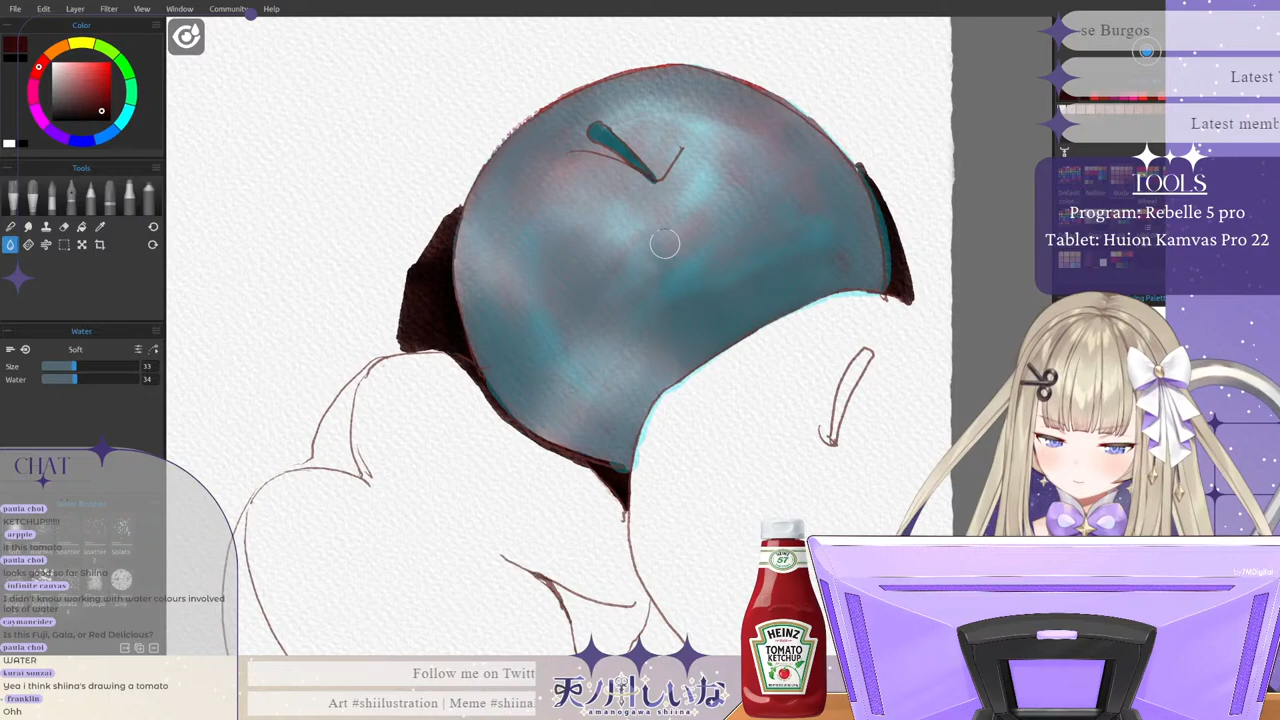 File Edit Layer Filter View Window Community Help
Color
Tools
Water
Soft
Size 33
Water 34
CHAT
paula choi
KETCHUP!!!!!!
arpple
it this tomato
paula choi
looks good so far Shiina
infinite canvas
I didn't know working with water colours involved
lots of water
caymancider
Is this Fuji, Gala, or Red Delicious?
paula choi
WATER
kurai sonzai
Yea i think shiina's drawing a tomato
franklin
Ohh
se Burgos
Latest
Latest memb
TOOLS
Program: Rebelle 5 pro
Tablet: Huion Kamvas Pro 22
HEINZ
57
HEINZ
TOMATO
KETCHUP
Follow me on Twitt
Art #shiillustration | Meme #shiina
天ノ川しいな
amanogawa shiina